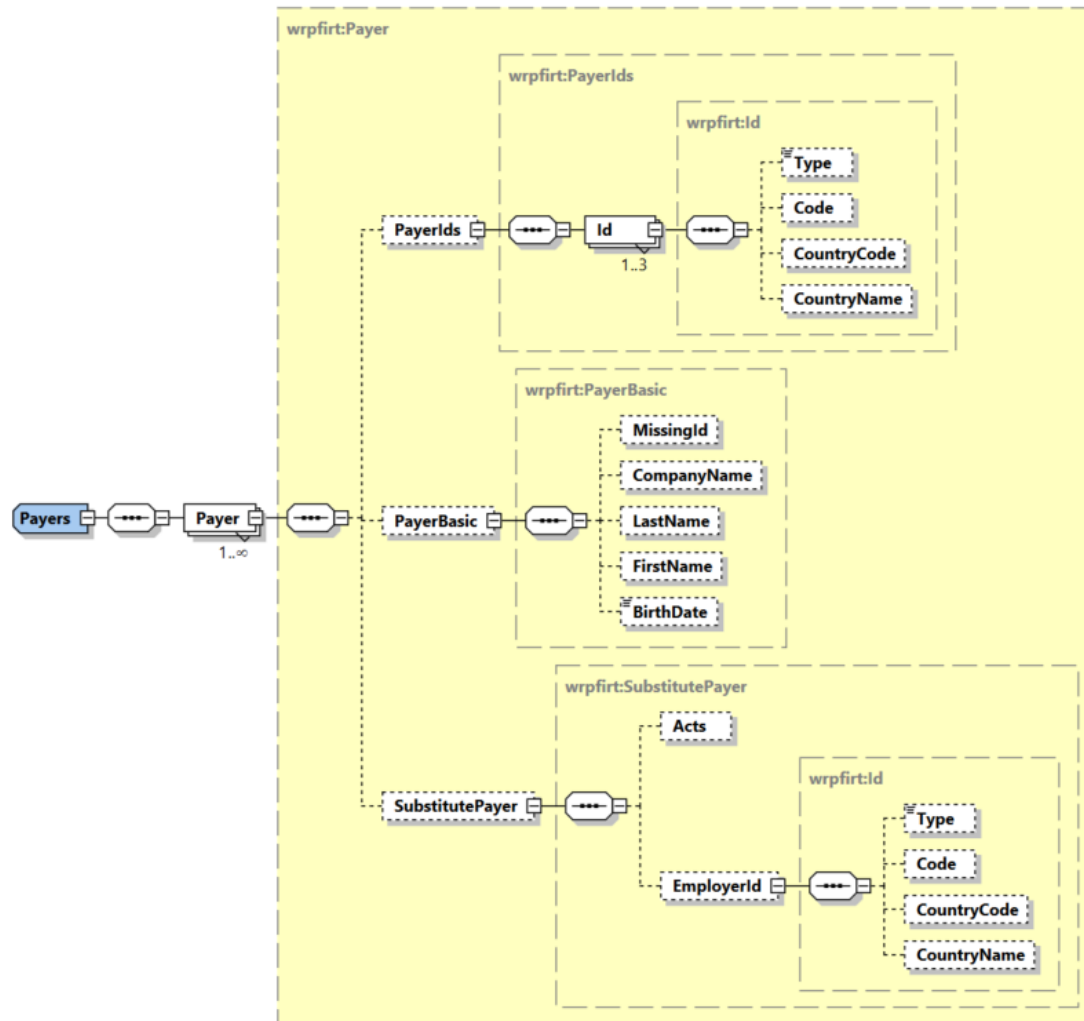 wrpfirt:Payer
wrpfirt:PayerIds
wrpfirt:Id
Type
Code
CountryCode
CountryName
PayerIds
Id
1..3
wrpfirt:PayerBasic
MissingId
CompanyName
LastName
FirstName
BirthDate
Payers
Payer
1..∞
PayerBasic
wrpfirt:SubstitutePayer
Acts
SubstitutePayer
wrpfirt:Id
Type
Code
CountryCode
CountryName
EmployerId